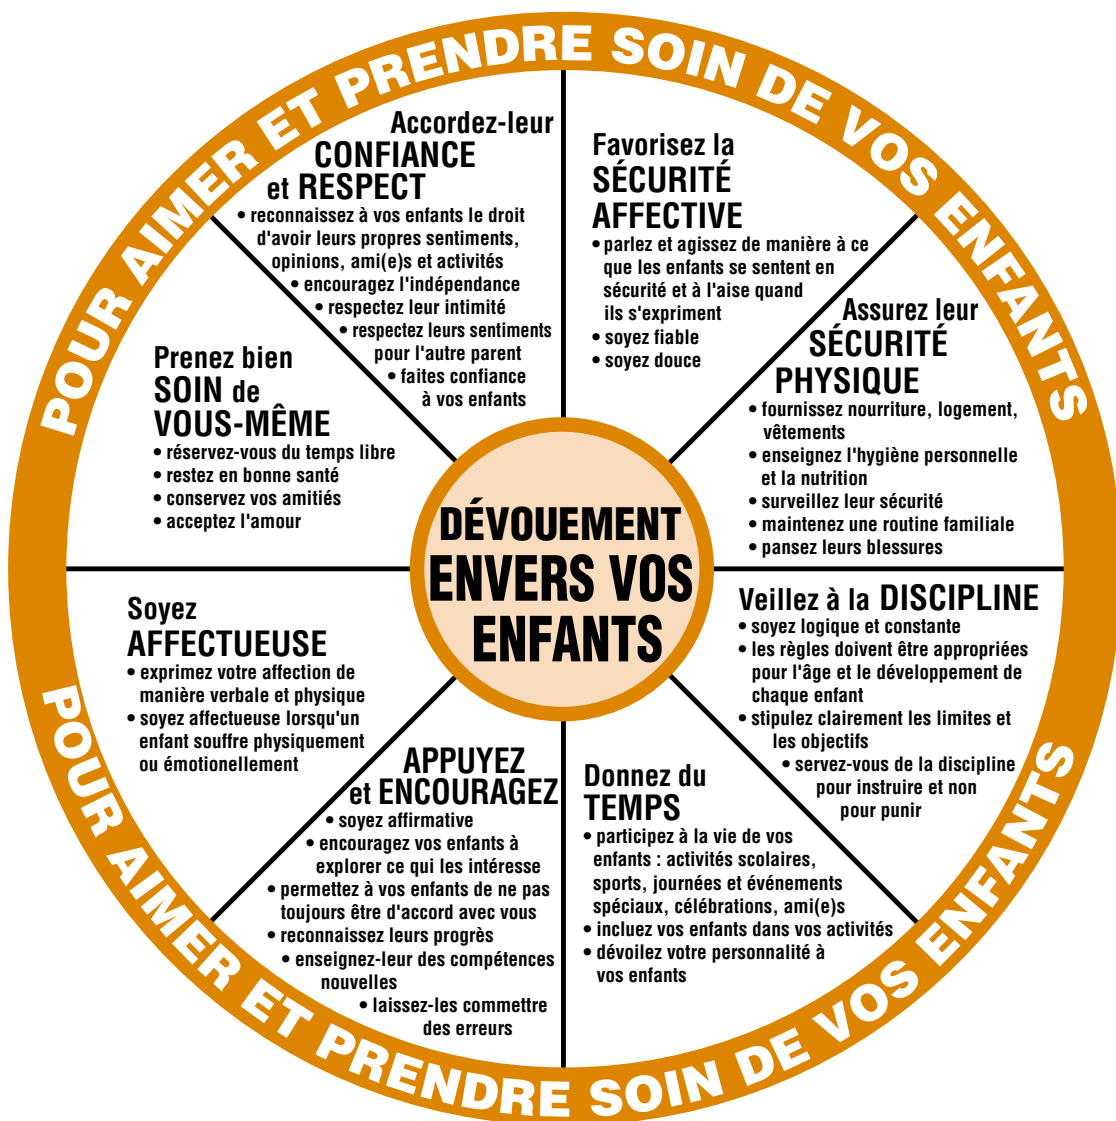 POUR AIMER ET PRENDRE SOIN DE VOS ENFANTS
Accordez-leur
CONFIANCE
et RESPECT
• reconnaissez à vos enfants le droit
d'avoir leurs propres sentiments,
opinions, ami(e)s et activités
• encouragez l'indépendance
• respectez leur intimité
• respectez leurs sentiments
pour l'autre parent
• faites confiance
à vos enfants
Favorisez la
SÉCURITÉ
AFFECTIVE
• parlez et agissez de manière à ce
que les enfants se sentent en
sécurité et à l'aise quand
ils s'expriment
• soyez fiable
• soyez douce
Assurez leur
SÉCURITÉ
PHYSIQUE
• fournissez nourriture, logement,
vêtements
• enseignez l'hygiène personnelle
et la nutrition
• surveillez leur sécurité
• maintenez une routine familiale
• pansez leurs blessures
Veillez à la DISCIPLINE
• soyez logique et constante
• les règles doivent être appropriées
pour l'âge et le développement de
chaque enfant
• stipulez clairement les limites et
les objectifs
• servez-vous de la discipline
pour instruire et non
pour punir
Donnez du
TEMPS
• participez à la vie de vos
enfants : activités scolaires,
sports, journées et événements
spéciaux, célébrations, ami(e)s
• incluez vos enfants dans vos activités
• dévoilez votre personnalité à
vos enfants
APPUYEZ
et ENCOURAGEZ
• soyez affirmative
• encouragez vos enfants à
explorer ce qui les intéresse
• permettez à vos enfants de ne pas
toujours être d'accord avec vous
• reconnaissez leurs progrès
• enseignez-leur des compétences
nouvelles
• laissez-les commettre
des erreurs
Soyez
AFFECTUEUSE
• exprimez votre affection de
manière verbale et physique
• soyez affectueuse lorsqu'un
enfant souffre physiquement
ou émotionellement
Prenez bien
SOIN de
VOUS-MÊME
• réservez-vous du temps libre
• restez en bonne santé
• conservez vos amitiés
• acceptez l'amour
DÉVOUEMENT
ENVERS VOS
ENFANTS
POUR AIMER ET PRENDRE SOIN DE VOS ENFANTS